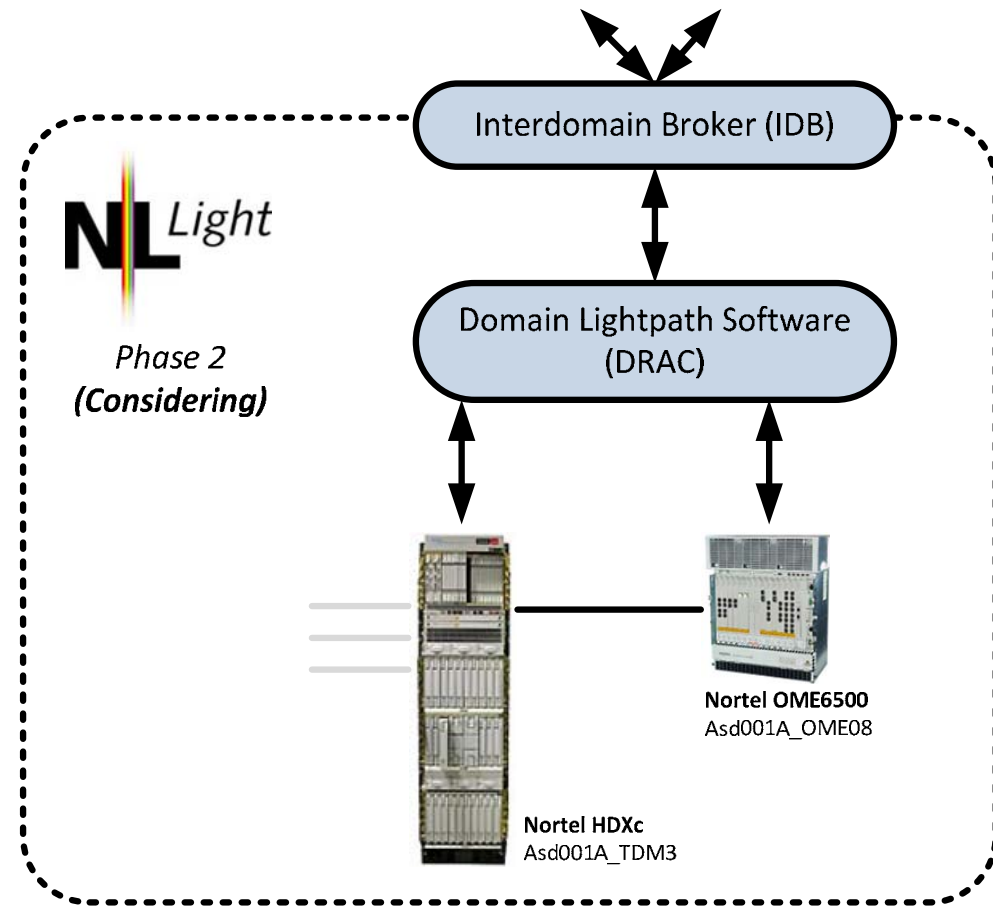 Interdomain Broker (IDB)
NL Light
Phase 2
(Considering)
Domain Lightpath Software
(DRAC)
Nortel OME6500
Asd001A_OME08
Nortel HDXc
Asd001A_TDM3